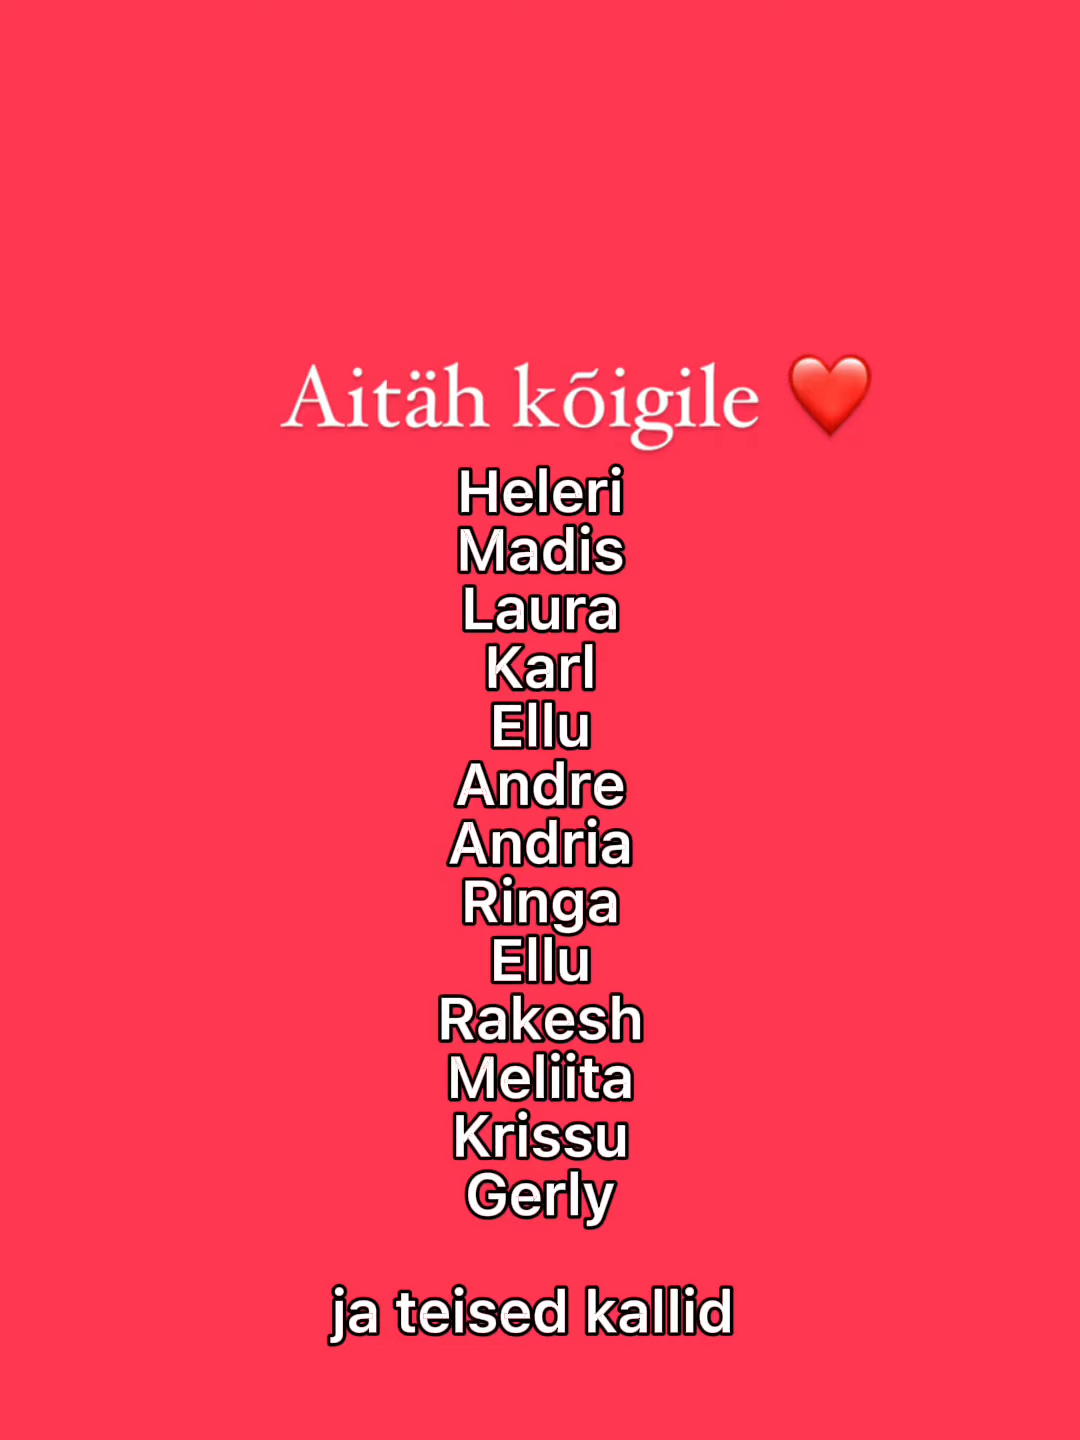 Aitäh kõigile ❤️
Heleri
Madis
Laura
Karl
Ellu
Andre
Andria
Ringa
Ellu
Rakesh
Meliita
Krissu
Gerly
ja teised kallid